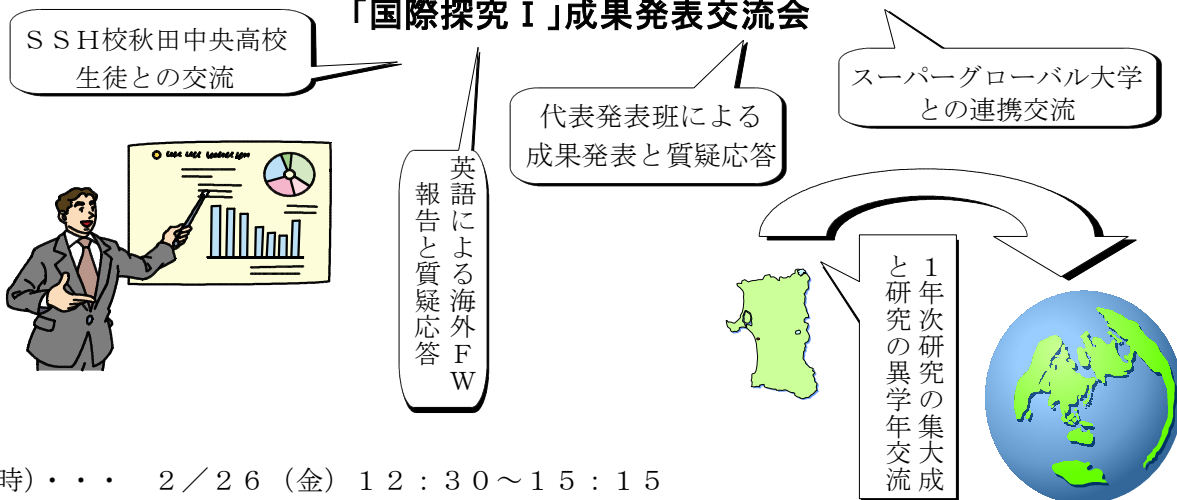 「国際探究Ⅰ」成果発表交流会
ＳＳＨ校秋田中央高校
生徒との交流
スーパーグローバル大学
との連携交流
代表発表班による
成果発表と質疑応答
英語による海外ＦＷ
報告と質疑応答
１年次研究の集大成
と研究の異学年交流
時）・・・　２／２６（金）１２：３０～１５：１５